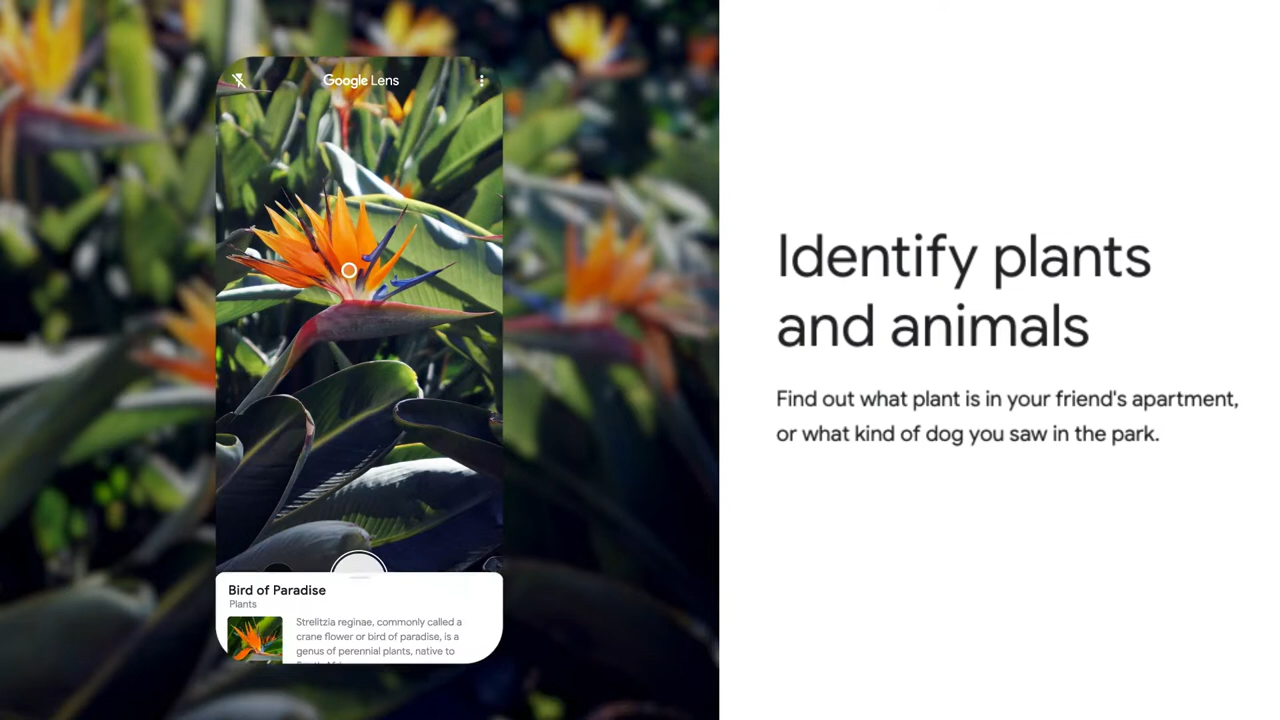 Google Lens
Identify plants
and animals
Find out what plant is in your friend's apartment,
or what kind of dog you saw in the park.
Bird of Paradise
Plants
Strelitzia reginae, commonly called a
crane flower or bird of paradise, is a
genus of perennial plants, native to